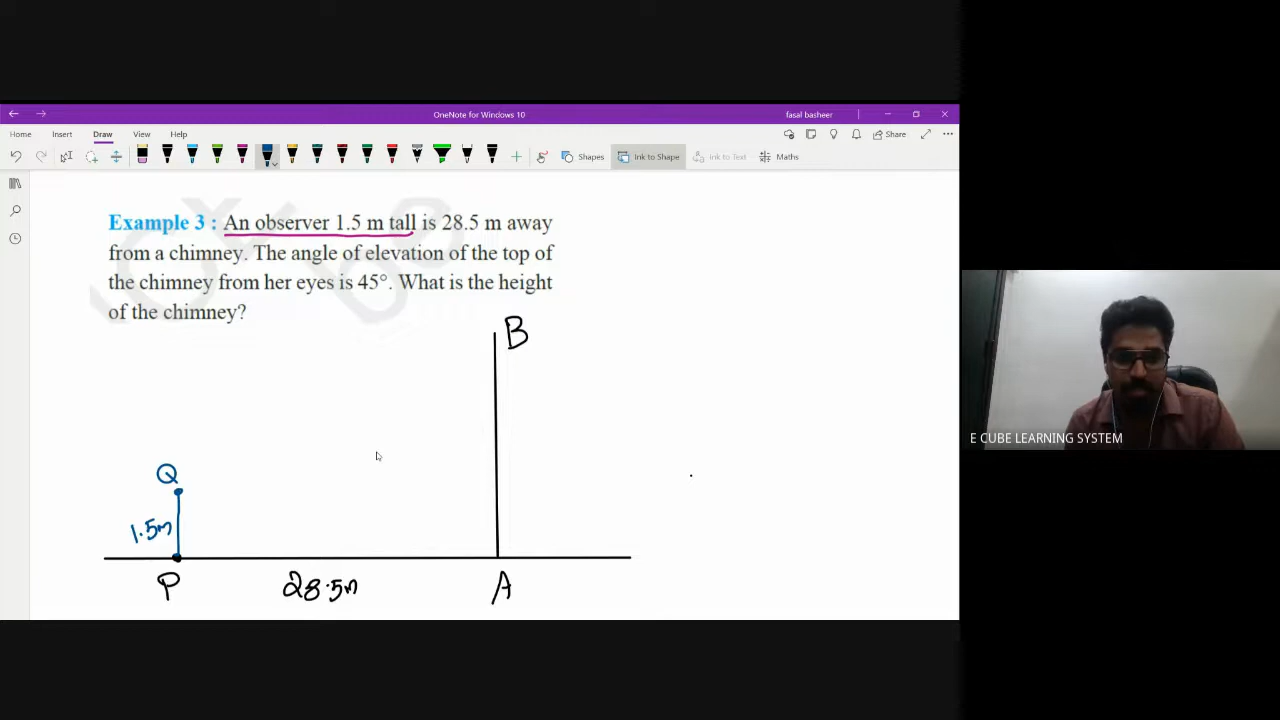 OneNote for Windows 10
fasal basheer
Home Insert Draw View Help
Share
Shapes
Ink to Shape
Ink to Text
Maths
Example 3 : An observer 1.5 m tall is 28.5 m away
from a chimney. The angle of elevation of the top of
the chimney from her eyes is 45°. What is the height
of the chimney?
B
Q
1.5m
P
28.5m
A
E CUBE LEARNING SYSTEM